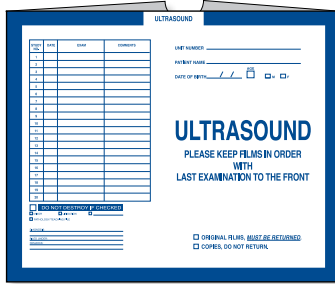 ULTRASOUND
STUDY NO. DATE EXAM COMMENTS
1
2
3
4
5
6
7
8
9
10
11
12
13
14
15
16
17
18
19
20
DO NOT DESTROY IF CHECKED
UNIT NUMBER
PATIENT NAME
AGE
DATE OF BIRTH / / M F
ULTRASOUND
PLEASE KEEP FILMS IN ORDER
WITH
LAST EXAMINATION TO THE FRONT
ORIGINAL FILMS, MUST BE RETURNED.
COPIES, DO NOT RETURN.